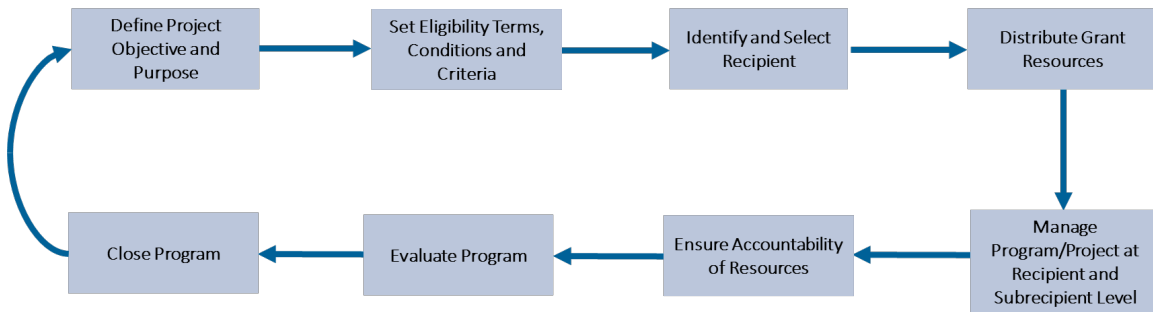 Define Project
Objective and
Purpose
Set Eligibility Terms,
Conditions and
Criteria
Identify and Select
Recipient
Distribute Grant
Resources
Manage
Program/Project at
Recipient and
Subrecipient Level
Ensure Accountability
of Resources
Evaluate Program
Close Program